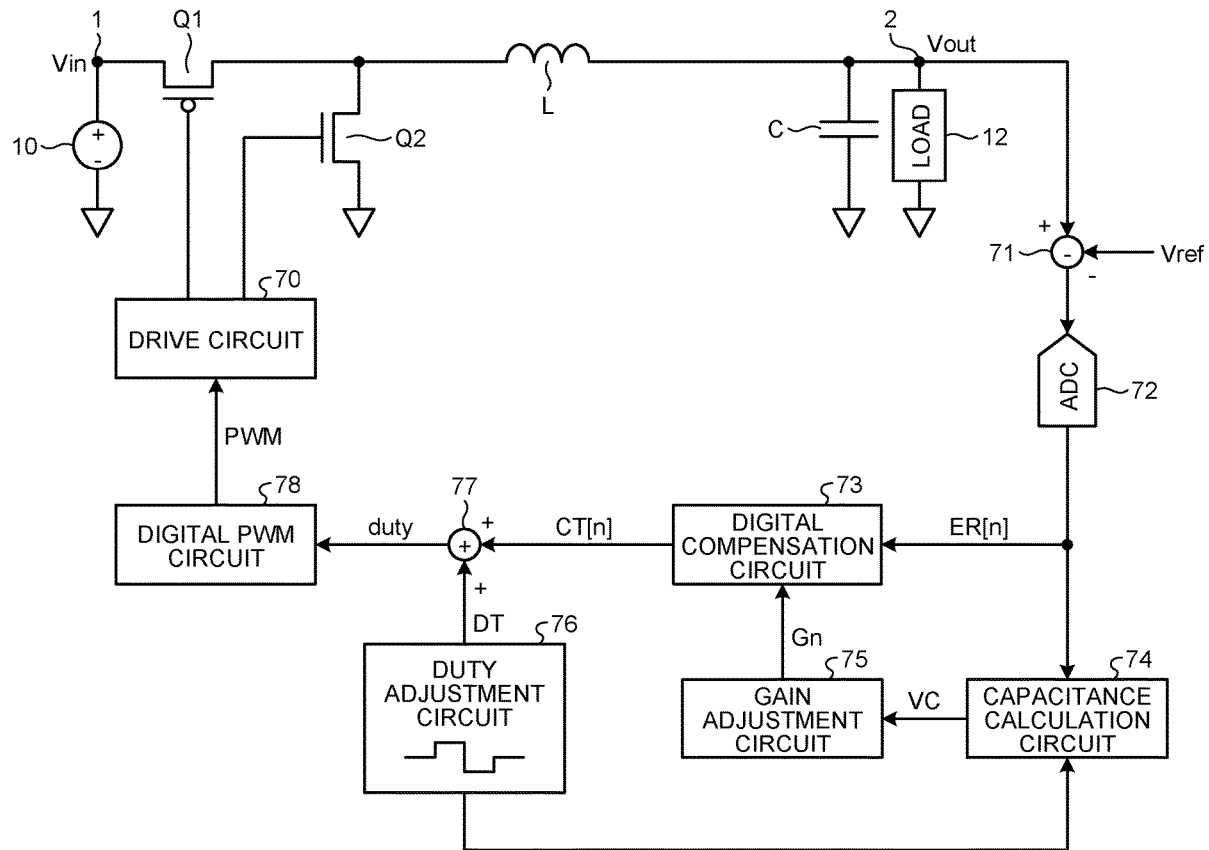 1
Q1
2
Vin
Vout
L
10
+
-
Q2
C
LOAD
12
+
71
-
Vref
-
70
DRIVE CIRCUIT
ADC
72
PWM
78
77
73
DIGITAL PWM
CIRCUIT
duty
+
+
CT[n]
DIGITAL
COMPENSATION
CIRCUIT
ER[n]
+
DT
76
Gn
75
74
DUTY
ADJUSTMENT
CIRCUIT
GAIN
ADJUSTMENT
CIRCUIT
VC
CAPACITANCE
CALCULATION
CIRCUIT